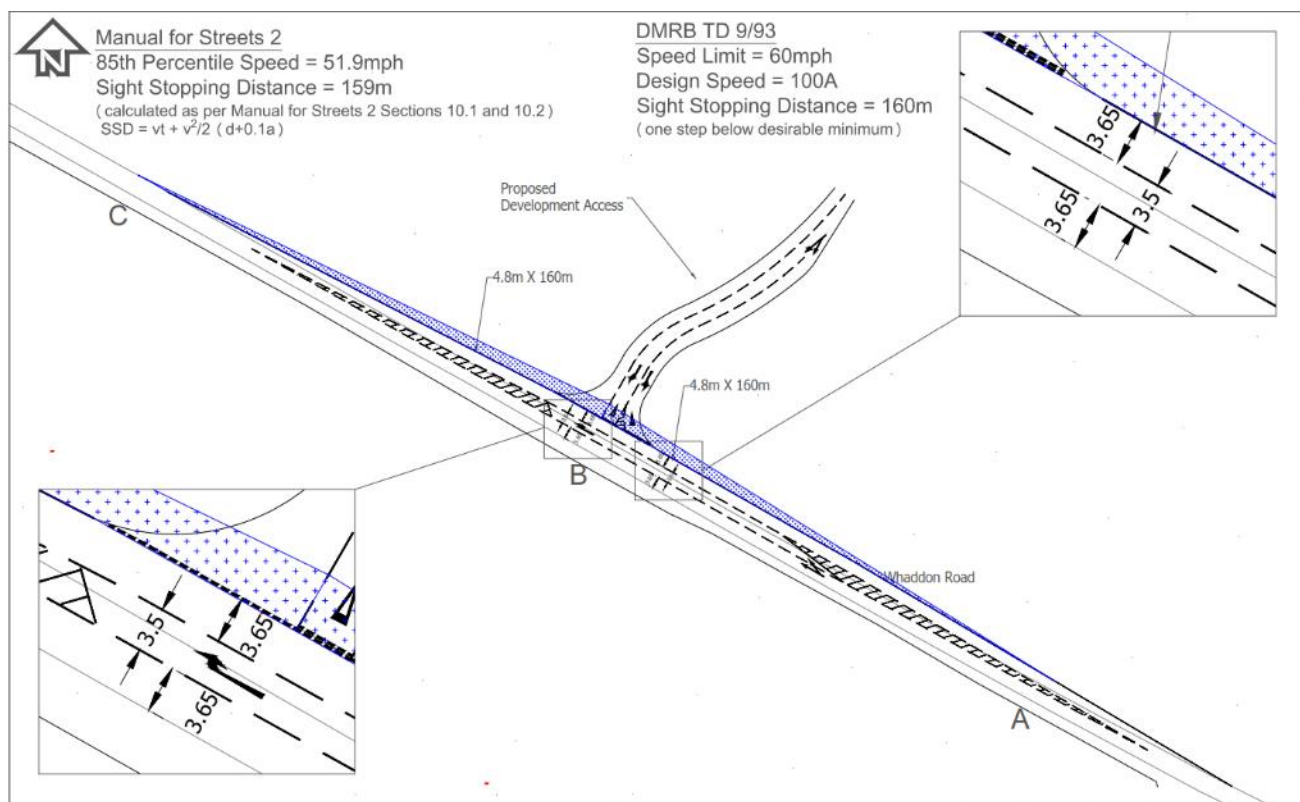 N
Manual for Streets 2
85th Percentile Speed = 51.9mph
Sight Stopping Distance = 159m
( calculated as per Manual for Streets 2 Sections 10.1 and 10.2 )
SSD = vt + v²/2 ( d+0.1a )
DMRB TD 9/93
Speed Limit = 60mph
Design Speed = 100A
Sight Stopping Distance = 160m
( one step below desirable minimum )
3.65
3.5
3.65
Proposed
Development Access
C
4.8m X 160m
4.8m X 160m
B
Whaddon Road
A
3.5
3.65
3.65